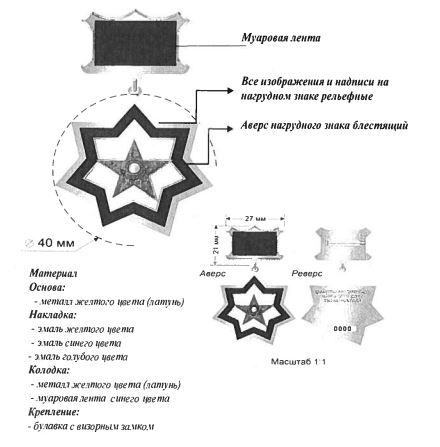 Муаровая лента
Все изображения и надписи на
нагрудном знаке рельефные
Аверс нагрудного знака блестящий
∅ 40 мм
27 мм
21 мм
Аверс
Реверс
0000
Масштаб 1:1
Материал
Основа:
- металл желтого цвета (латунь)
Накладка:
- эмаль желтого цвета
- эмаль синего цвета
- эмаль голубого цвета
Колодка:
- металл желтого цвета (латунь)
- муаровая лента синего цвета
Крепление:
- булавка с визорным замком